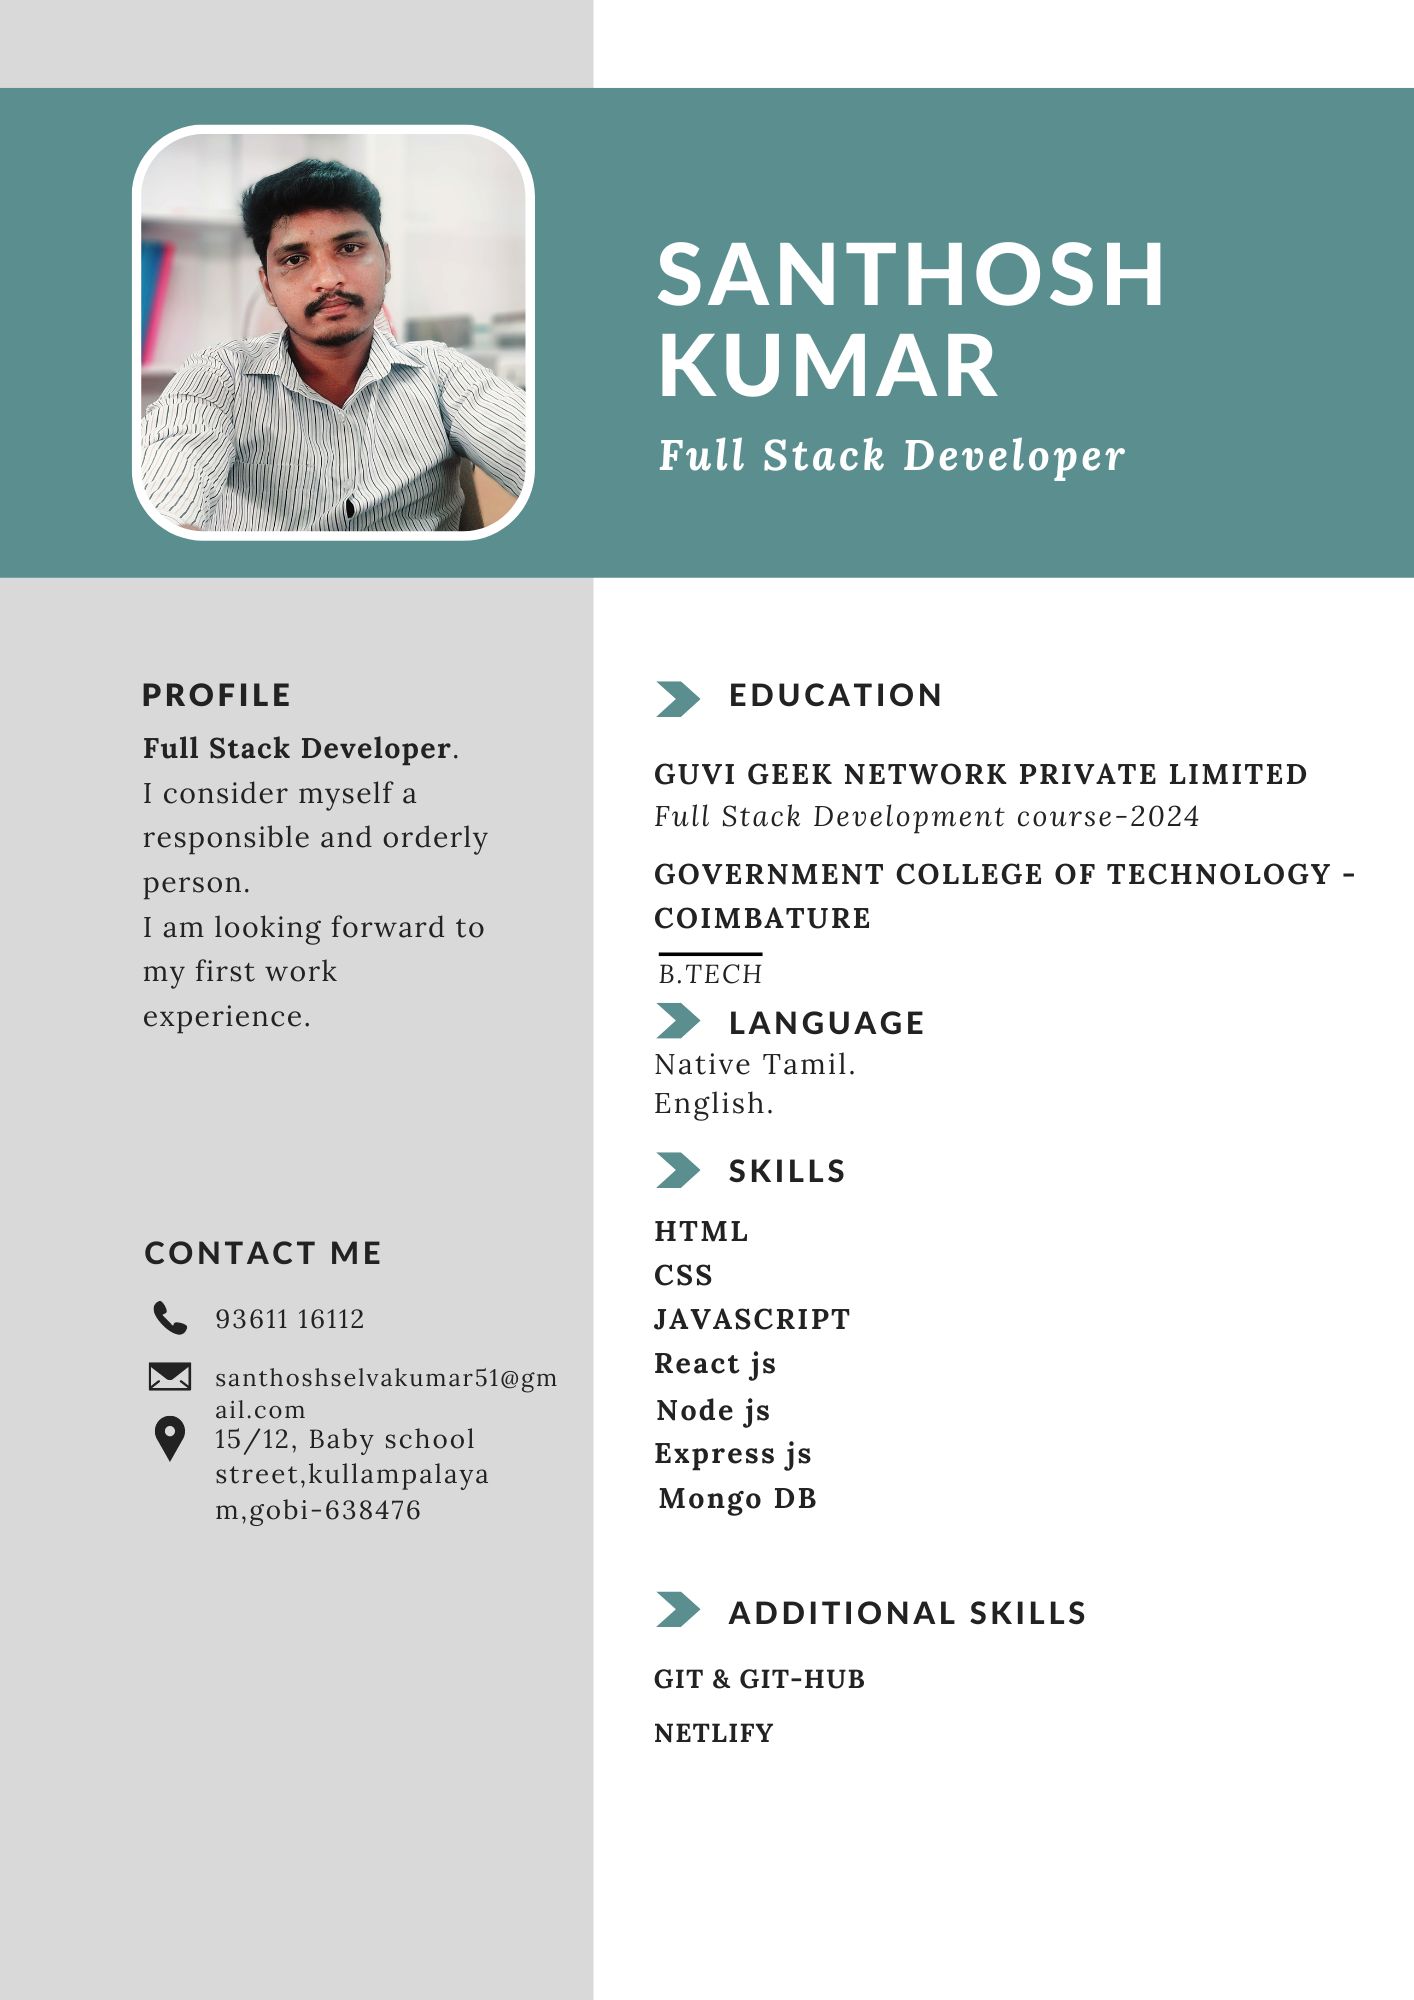 SANTHOSH
KUMAR
Full Stack Developer
PROFILE
Full Stack Developer.
I consider myself a
responsible and orderly
person.
I am looking forward to
my first work
experience.
CONTACT ME
93611 16112
santhoshselvakumar51@gm
ail.com
15/12, Baby school
street,kullampalaya
m,gobi-638476
EDUCATION
GUVI GEEK NETWORK PRIVATE LIMITED
Full Stack Development course-2024
GOVERNMENT COLLEGE OF TECHNOLOGY -
COIMBATURE
B.TECH
LANGUAGE
Native Tamil.
English.
SKILLS
HTML
CSS
JAVASCRIPT
React js
Node js
Express js
Mongo DB
ADDITIONAL SKILLS
GIT & GIT-HUB
NETLIFY